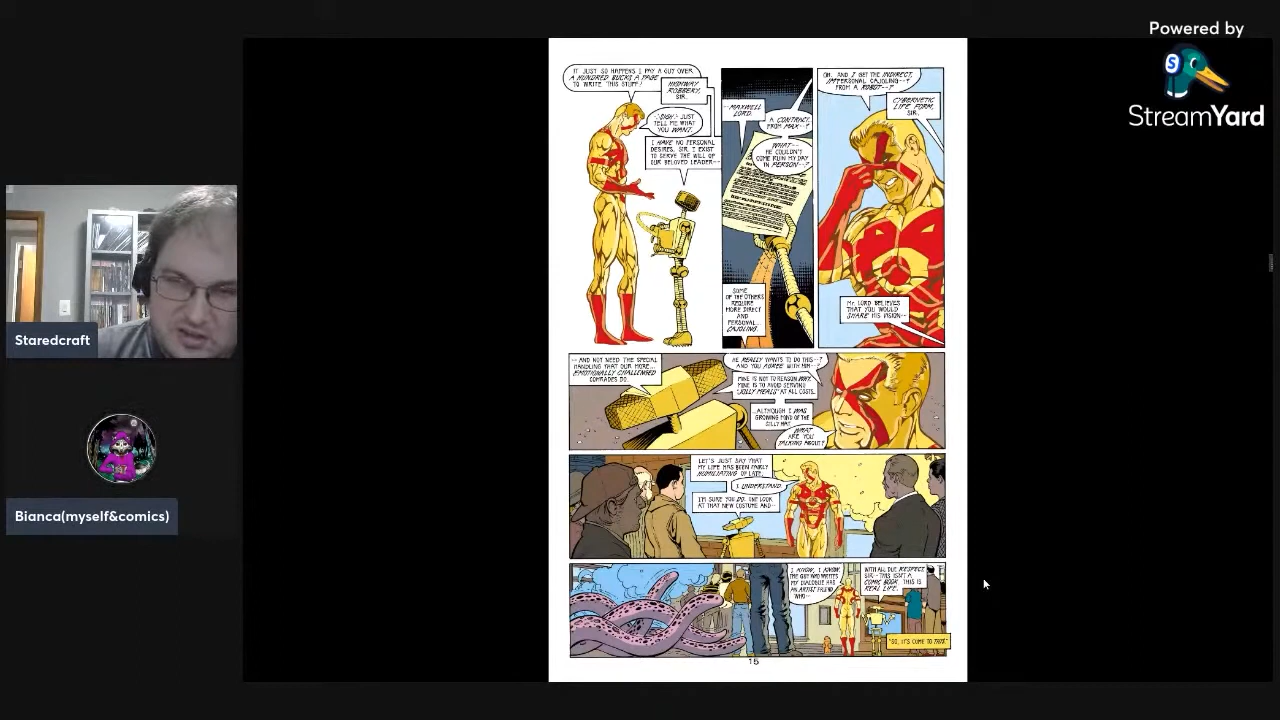 Powered by
S
StreamYard
Staredcraft
Bianca(myself&comics)
IT JUST SO HAPPENS I PAY A GUY OVER
A HUNDRED BUCKS A PAGE
TO WRITE THIS STUFF!
HIGHWAY
ROBBERY,
SIR.
JUST
TELL ME WHAT
YOU WANT.
I HAVE NO PERSONAL
DESIRES, SIR. I EXIST
TO SERVE THE WILL OF
OUR BELOVED LEADER--
--MAXWELL
LORD.
A CONTRACT,
FROM MAX--?
WHAT--
HE COULDN'T
COME RUIN MY DAY
IN PERSON--?
SOME
OF THE OTHERS
REQUIRE
MORE DIRECT
AND
PERSONAL...
CAJOLING.
OH. AND I GET THE INDIRECT,
IMPERSONAL CAJOLING--?
FROM A ROBOT--?
CYBERNETIC
LIFE FORM,
SIR.
MR. LORD BELIEVES
THAT YOU WOULD
SHARE HIS VISION--
--AND NOT NEED THE SPECIAL
HANDLING THAT OUR MORE...
EMOTIONALLY CHALLENGED
COMRADES DO.
HE REALLY WANTS TO DO THIS--?
AND YOU AGREE WITH HIM--?
MINE IS NOT TO REASON WHY.
MINE IS TO AVOID SERVING
"JOLLY MEALS" AT ALL COSTS.
...ALTHOUGH I WAS
GROWING FOND OF THE
SILLY HAT.
WHAT
ARE YOU
TALKING ABOUT?
LET'S JUST SAY THAT
MY LIFE HAS BEEN FAIRLY
HUMILIATING OF LATE.
I UNDERSTAND.
I'M SURE YOU DO. ONE LOOK
AT THAT NEW COSTUME AND--
I KNOW, I KNOW.
THE GUY WHO WRITES
MY DIALOGUE HAS
AN ARTIST FRIEND
WHO--
WITH ALL DUE RESPECT,
SIR--THIS ISN'T A
COMIC BOOK. THIS IS
REAL LIFE.
"SO, IT'S COME TO THIS."
15